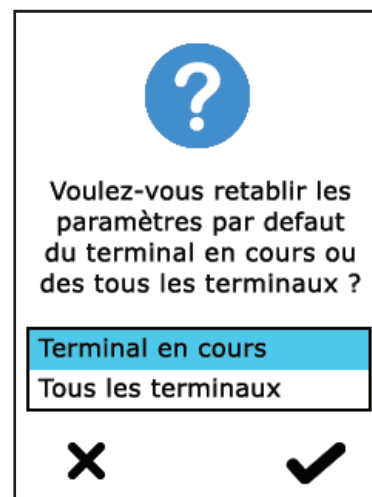 Voulez-vous retablir les
paramètres par defaut
du terminal en cours ou
des tous les terminaux ?
Terminal en cours
Tous les terminaux